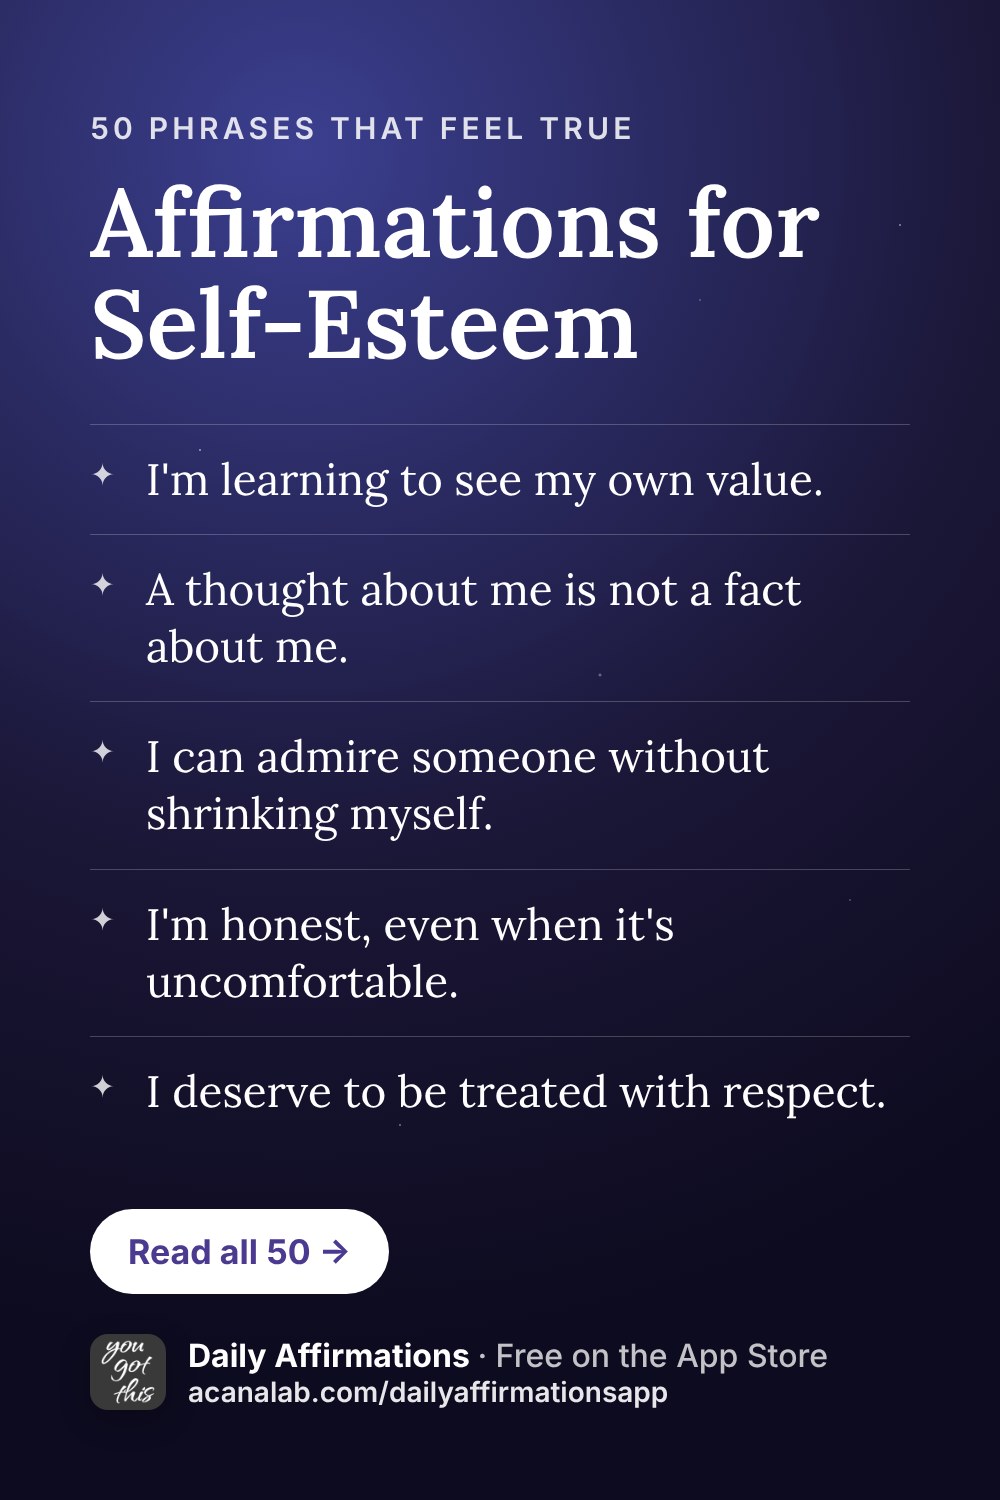 50 PHRASES THAT FEEL TRUE
Affirmations for
Self-Esteem
✦ I'm learning to see my own value.
✦ A thought about me is not a fact
about me.
✦ I can admire someone without
shrinking myself.
✦ I'm honest, even when it's
uncomfortable.
✦ I deserve to be treated with respect.
Read all 50 →
you
got
this
Daily Affirmations · Free on the App Store
acanalab.com/dailyaffirmationsapp